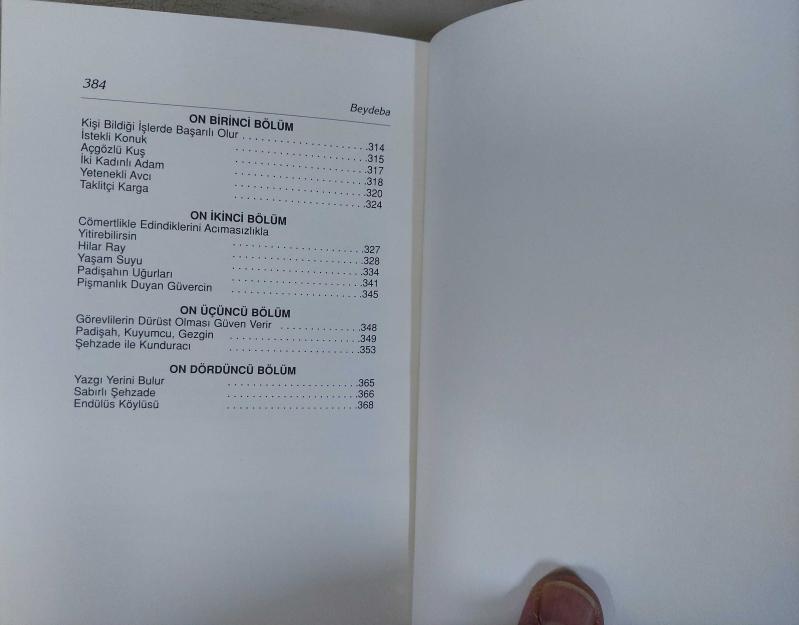 384
Beydeba
ON BİRİNCİ BÖLÜM
Kişi Bildiği İşlerde Başarılı Olur . . . . . . . . . . . . . . . . . . . .314
İstekli Konuk . . . . . . . . . . . . . . . . . . . . .315
Açgözlü Kuş . . . . . . . . . . . . . . . . . . . . .317
İki Kadınlı Adam . . . . . . . . . . . . . . . . . . . . .318
Yetenekli Avcı . . . . . . . . . . . . . . . . . . . . .320
Taklitçi Karga . . . . . . . . . . . . . . . . . . . . .324
ON İKİNCİ BÖLÜM
Cömertlikle Edindiklerini Acımasızlıkla
Yitirebilirsin . . . . . . . . . . . . . . . . . . . . .327
Hilar Ray . . . . . . . . . . . . . . . . . . . . .328
Yaşam Suyu . . . . . . . . . . . . . . . . . . . . .334
Padişahın Uğurları . . . . . . . . . . . . . . . . . . . . .341
Pişmanlık Duyan Güvercin . . . . . . . . . . . . . . . . . . . . .345
ON ÜÇÜNCÜ BÖLÜM
Görevlilerin Dürüst Olması Güven Verir . . . . . . . . . . . . .348
Padişah, Kuyumcu, Gezgin . . . . . . . . . . . . . . . . . . . . .349
Şehzade ile Kunduracı . . . . . . . . . . . . . . . . . . . . .353
ON DÖRDÜNCÜ BÖLÜM
Yazgı Yerini Bulur . . . . . . . . . . . . . . . . . . . . .365
Sabırlı Şehzade . . . . . . . . . . . . . . . . . . . . .366
Endülüs Köylüsü . . . . . . . . . . . . . . . . . . . . .368